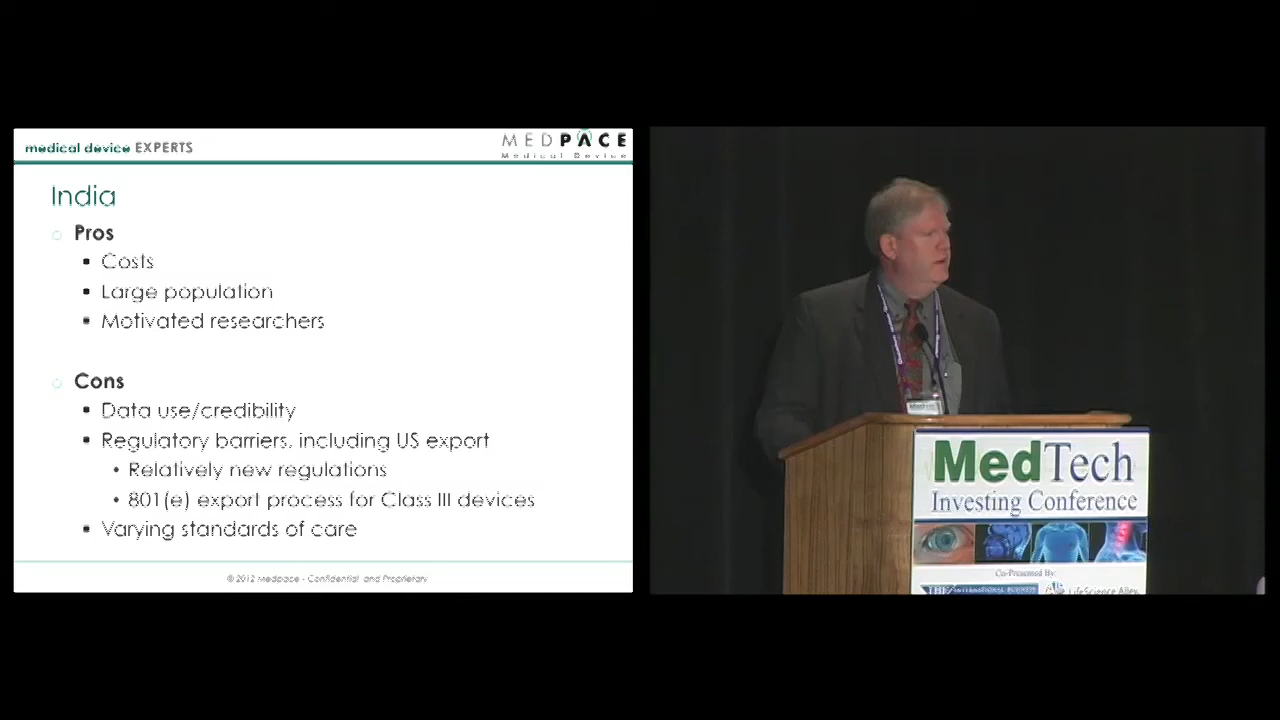 medical device EXPERTS
MEDPACE
Medical Device
India
Pros
Costs
Large population
Motivated researchers
Cons
Data use/credibility
Regulatory barriers, including US export
Relatively new regulations
801(e) export process for Class III devices
Varying standards of care
© 2012 Medpace - Confidential and Proprietary
MedTech
Investing Conference
Co-Presented By:
LifeScience Alley